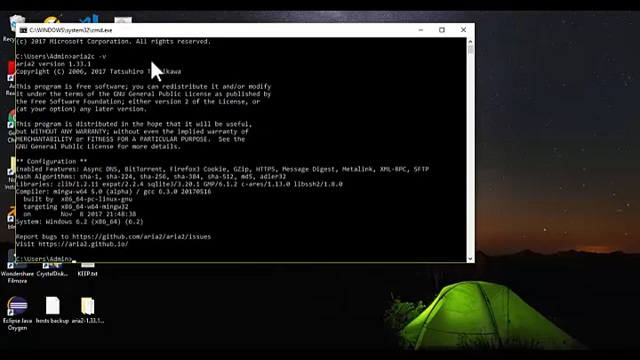 C:\WINDOWS\system32\cmd.exe
(c) 2017 Microsoft Corporation. All rights reserved.
C:\Users\Admin>aria2c -v
aria2 version 1.33.1
Copyright (C) 2006, 2017 Tatsuhiro
This program is free software; you can redistribute it and/or modify
it under the terms of the GNU General Public License as published by
the Free Software Foundation; either version 2 of the License, or
(at your option) any later version.
This program is distributed in the hope that it will be useful,
but WITHOUT ANY WARRANTY; without even the implied warranty of
MERCHANTABILITY or FITNESS FOR A PARTICULAR PURPOSE.  See the
GNU General Public License for more details.
** Configuration **
Enabled Features: Async DNS, BitTorrent, Firefox3 Cookie, GZip, HTTPS, Message Digest, Metalink, XML-RPC, SFTP
Hash Algorithms: sha-1, sha-224, sha-256, sha-384, sha-512, md5, adler32
Libraries: zlib/1.2.11 expat/2.2.4 sqlite3/3.20.1 GMP/6.1.2 c-ares/1.13.0 libssh2/1.8.0
Compiler: mingw-w64 5.0 (alpha) / gcc 6.3.0 20170516
built by x86_64-pc-linux-gnu
targeting x86_64-w64-mingw32
on Nov 8 2017 21:48:38
System: Windows 6.2 (x86_64) (6.2)
Report bugs to https://github.com/aria2/aria2/issues
Visit https://aria2.github.io/
C:\Users\Admin>
Wondershare Filmora
CrystalDisk...
KEEP.txt
Eclipse Java Oxygen
hosts backup
aria2-1.33.1...